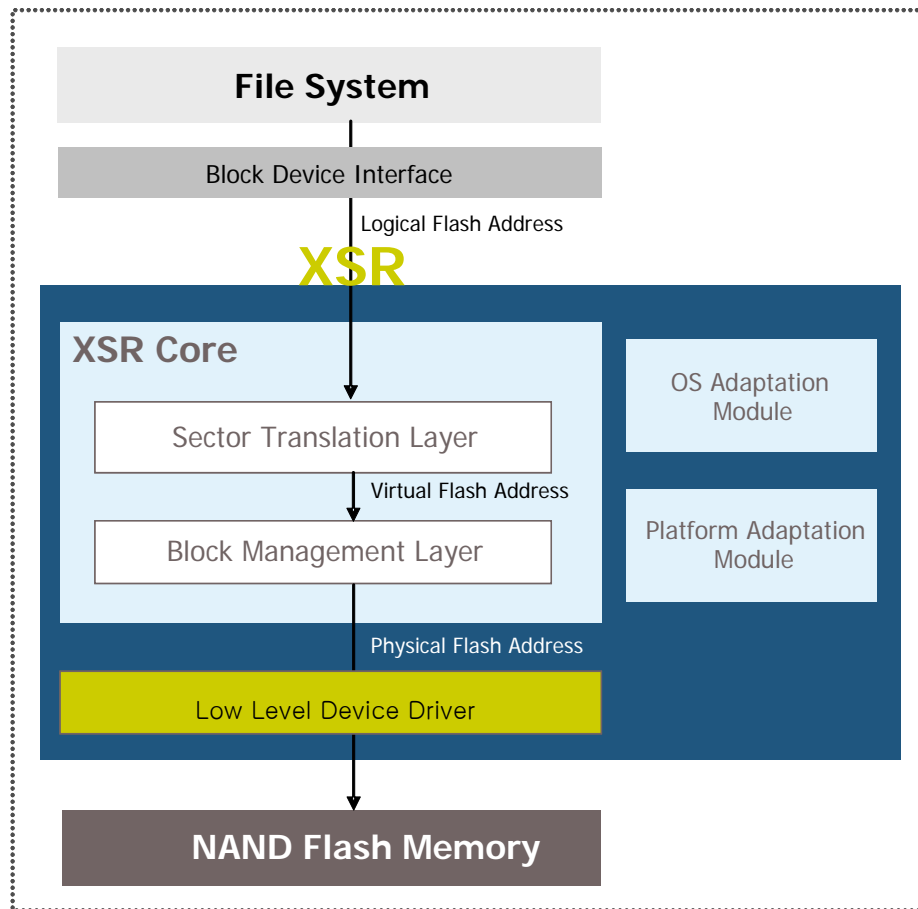 File System
Block Device Interface
Logical Flash Address
XSR
XSR Core
Sector Translation Layer
Virtual Flash Address
Block Management Layer
OS Adaptation
Module
Platform Adaptation
Module
Physical Flash Address
Low Level Device Driver
NAND Flash Memory